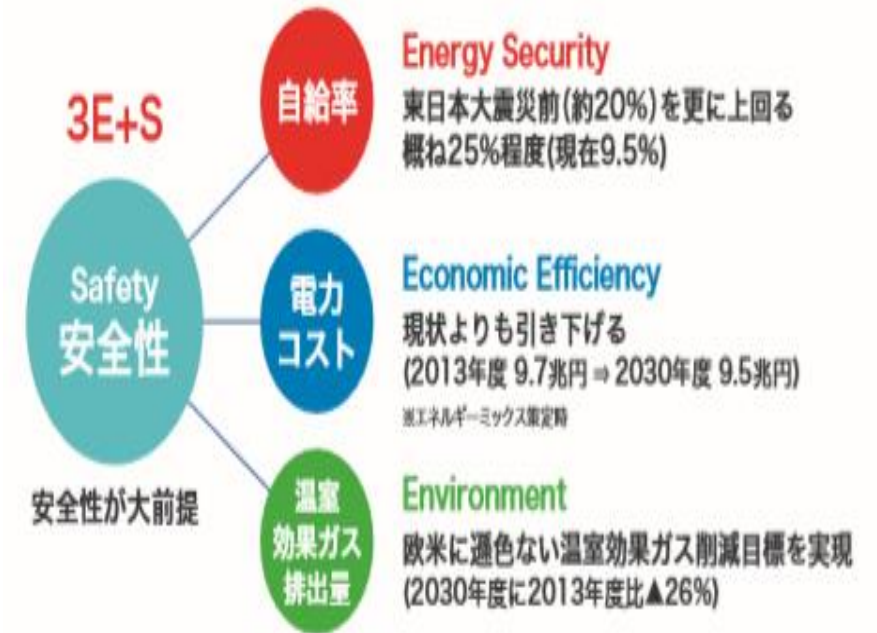 3E+S
Safety
安全性
安全性が大前提
自給率
Energy Security
東日本大震災前(約20%)を更に上回る
概ね25%程度(現在9.5%)
電力
コスト
Economic Efficiency
現状よりも引き下げる
(2013年度 9.7兆円⇒2030年度 9.5兆円)
※エネルギーミックス策定時
温室
効果ガス
排出量
Environment
欧米に遜色ない温室効果ガス削減目標を実現
(2030年度に2013年度比▲26%)